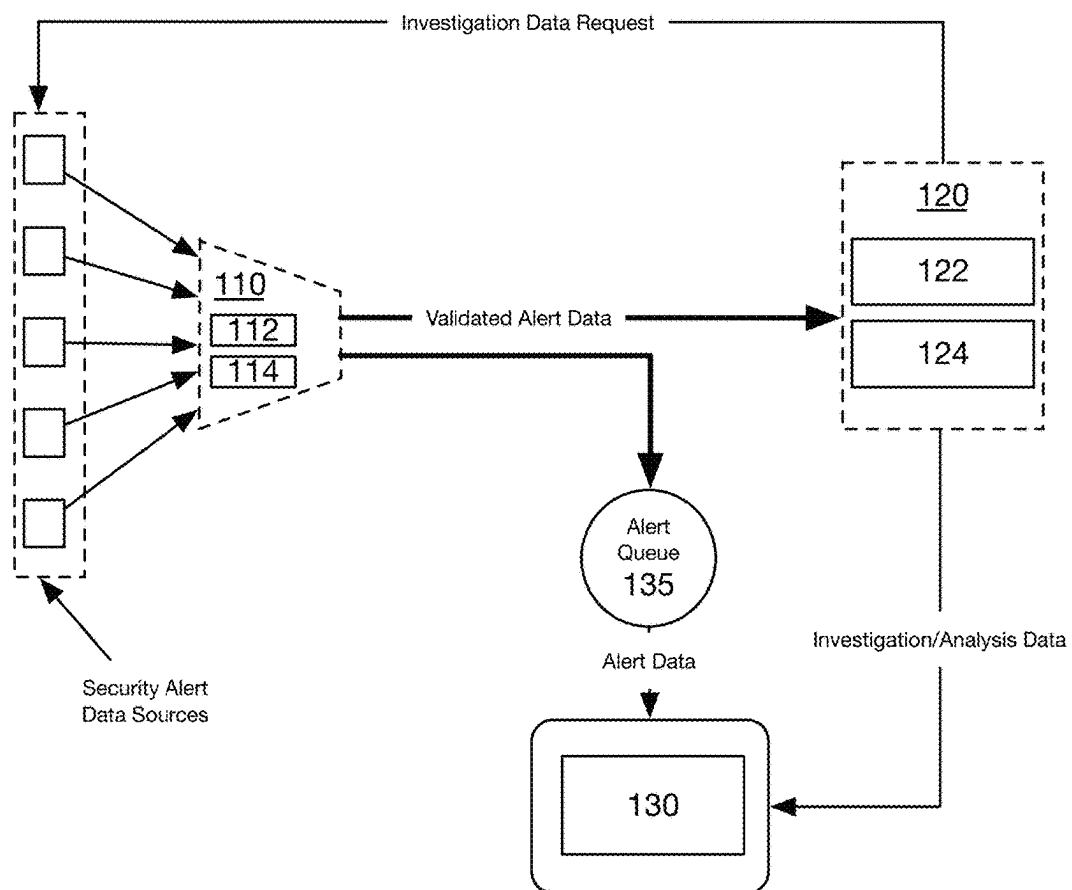 Investigation Data Request
120
122
124
110
112
114
Validated Alert Data
Alert
Queue
135
Alert Data
Investigation/Analysis Data
Security Alert
Data Sources
130